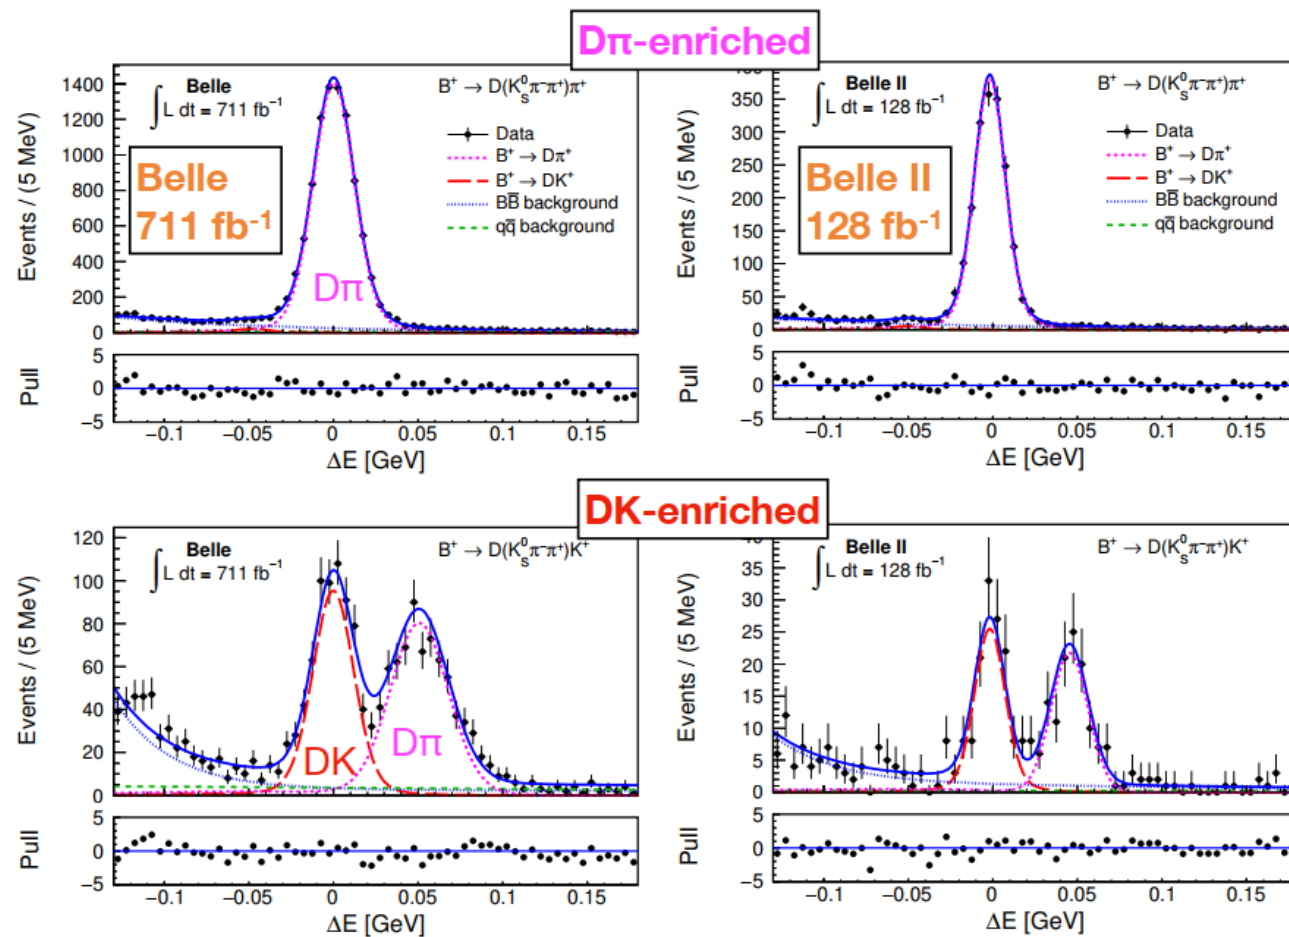 Dπ-enriched
Events / (5 MeV)
1400
1200
1000
800
600
400
200
0
Belle
∫ L dt = 711 fb⁻¹
B⁺ → D(K⁰_S π⁻π⁺)π⁺
Data
B⁺ → Dπ⁺
B⁺ → DK⁺
BB̅ background
qq̅ background
Belle
711 fb⁻¹
Dπ
Pull
5
0
−5
−0.1 −0.05 0 0.05 0.1 0.15
ΔE [GeV]
Events / (5 MeV)
350
300
250
200
150
100
50
0
Belle II
∫ L dt = 128 fb⁻¹
B⁺ → D(K⁰_S π⁻π⁺)π⁺
Data
B⁺ → Dπ⁺
B⁺ → DK⁺
BB̅ background
qq̅ background
Belle II
128 fb⁻¹
Pull
5
0
−5
−0.1 −0.05 0 0.05 0.1 0.15
ΔE [GeV]
DK-enriched
Events / (5 MeV)
120
100
80
60
40
20
0
Belle
∫ L dt = 711 fb⁻¹
B⁺ → D(K⁰_S π⁻π⁺)K⁺
DK
Dπ
Pull
5
0
−5
−0.1 −0.05 0 0.05 0.1 0.15
ΔE [GeV]
Events / (5 MeV)
35
30
25
20
15
10
5
0
Belle II
∫ L dt = 128 fb⁻¹
B⁺ → D(K⁰_S π⁻π⁺)K⁺
Pull
5
0
−5
−0.1 −0.05 0 0.05 0.1 0.15
ΔE [GeV]